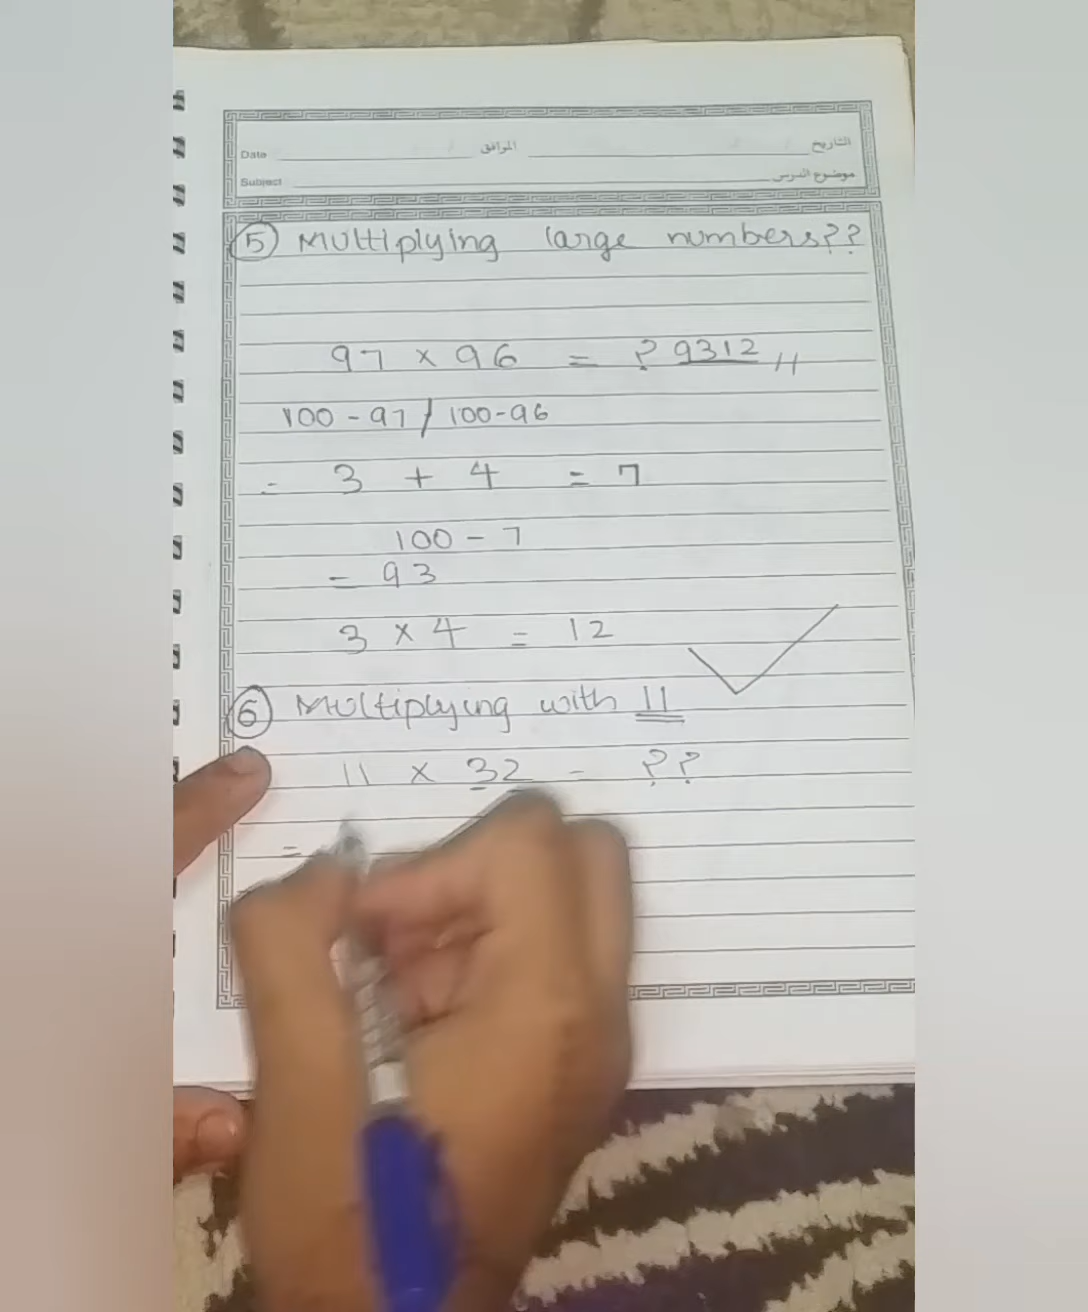 Date الموافق التاريخ
Subject موضوع الدرس
5 Multiplying large numbers??
97 x 96 = ? 9312 //
100 - 97 / 100-96
= 3 + 4 = 7
100 - 7
= 93
3 x 4 = 12
6 Multiplying with 11
11 x 32 = ??
=